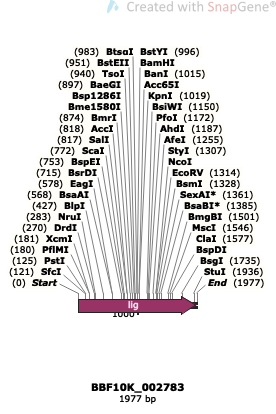 Created with SnapGene®
(983) BtsαI BstYI (996)
(951) BstEII BamHI
(940) TsoI BanI (1015)
(897) BaeGI Acc65I
Bsp1286I KpnI (1019)
Bme1580I BsiWI (1150)
(874) BmrI PfoI (1172)
(818) AccI AhdI (1187)
(817) SalI AfeI (1255)
(772) ScaI StyI (1307)
(753) BspEI NcoI
(715) BsrDI EcoRV (1314)
(578) EagI BsmI (1328)
(568) BsaAI SexAI* (1361)
(427) BlpI BsaBI* (1385)
(283) NruI BmgBI (1501)
(270) DrdI MscI (1546)
(181) XcmI ClaI (1577)
(180) PflMI BspDI
(125) PstI BsgI (1735)
(121) SfcI StuI (1936)
(0) Start End (1977)
lig
1000
BBF10K_002783
1977 bp